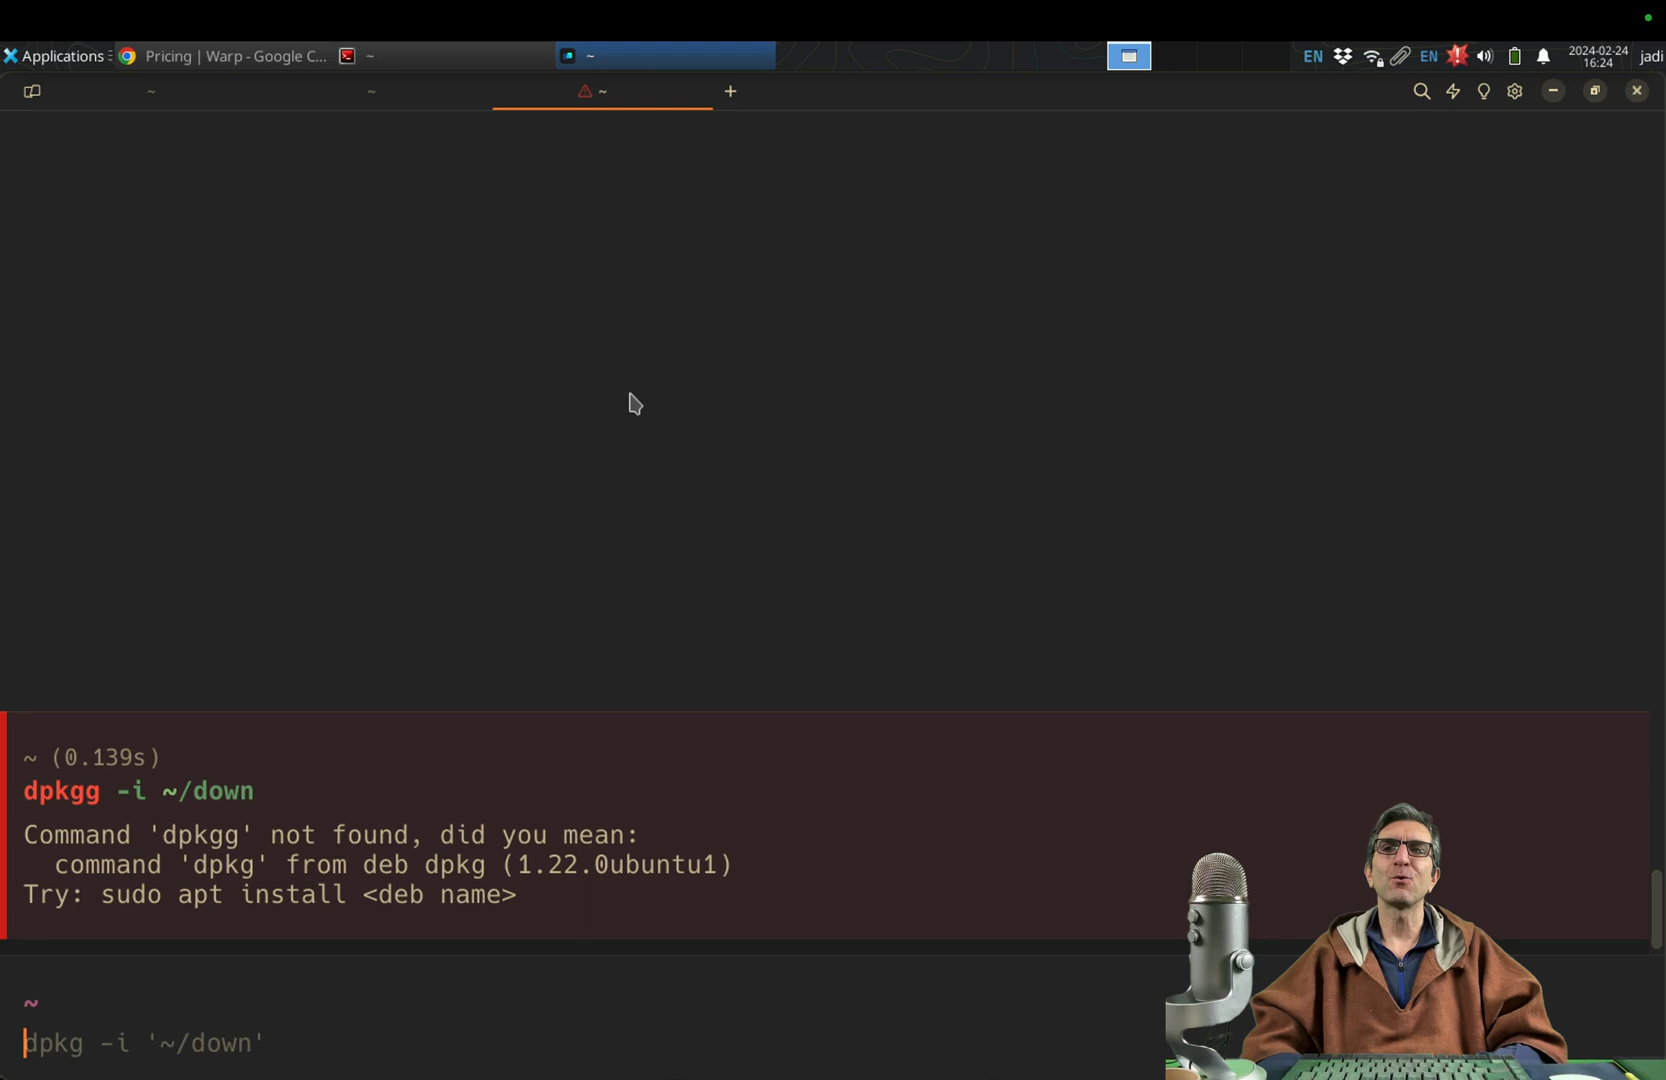 Applications
Pricing | Warp - Google C...
~
~
EN
EN
2024-02-24
16:24
jadi
~
~
~
+
~ (0.139s)
dpkgg -i ~/down
Command 'dpkgg' not found, did you mean:
command 'dpkg' from deb dpkg (1.22.0ubuntu1)
Try: sudo apt install <deb name>
~
dpkg -i '~/down'